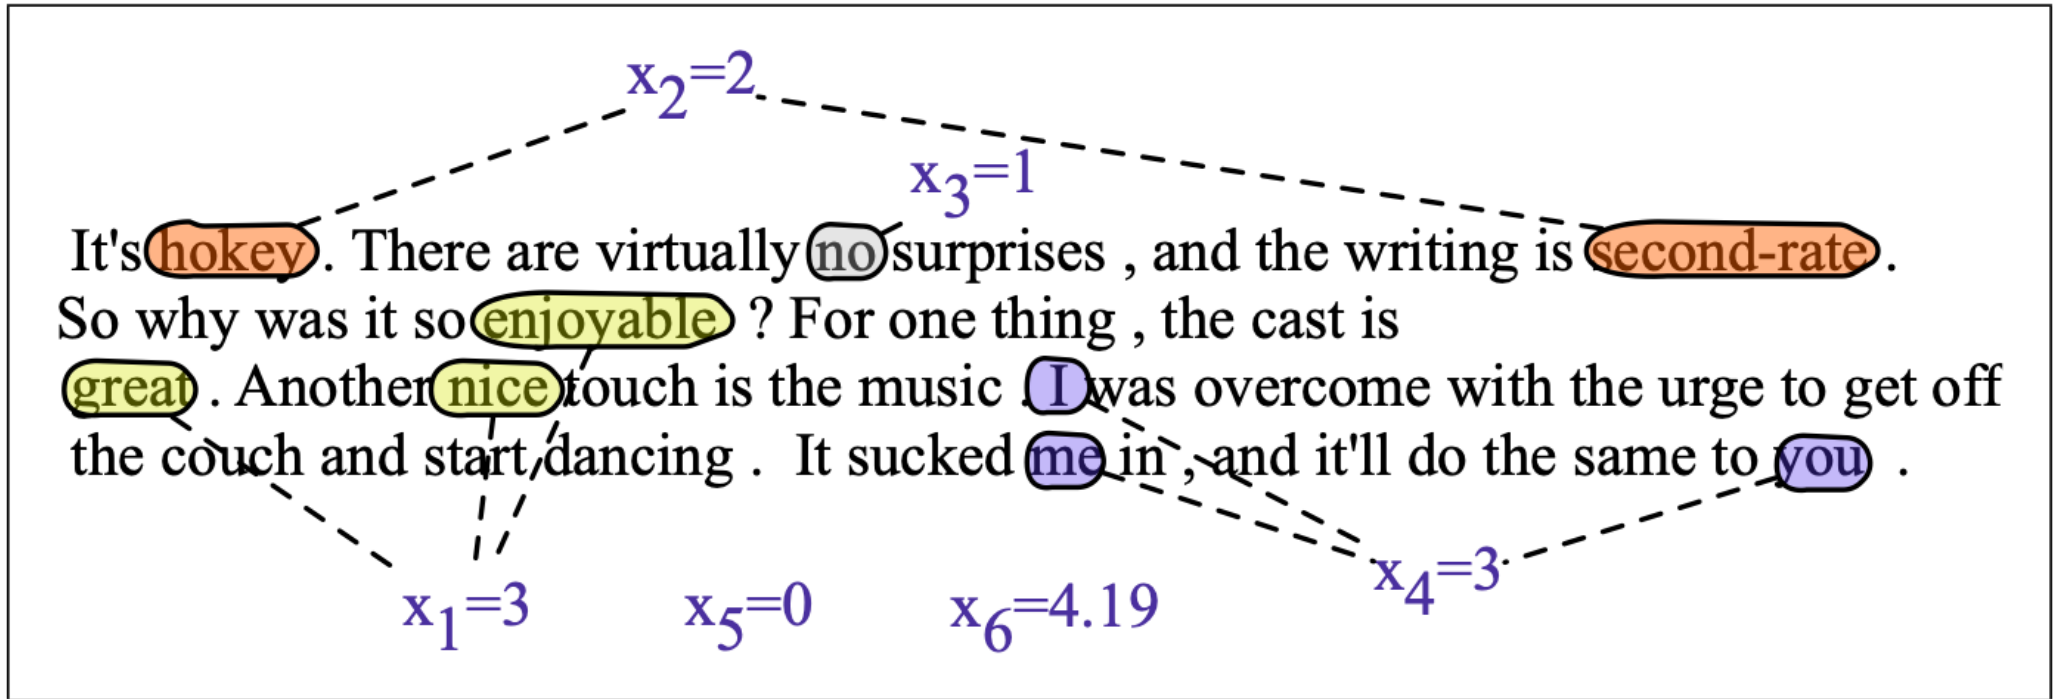 x2=2
x3=1
It's hokey . There are virtually no surprises , and the writing is second-rate .
So why was it so enjoyable ? For one thing , the cast is
great . Another nice touch is the music . I was overcome with the urge to get off
the couch and start dancing . It sucked me in , and it'll do the same to you .
x4=3
x1=3 x5=0 x6=4.19